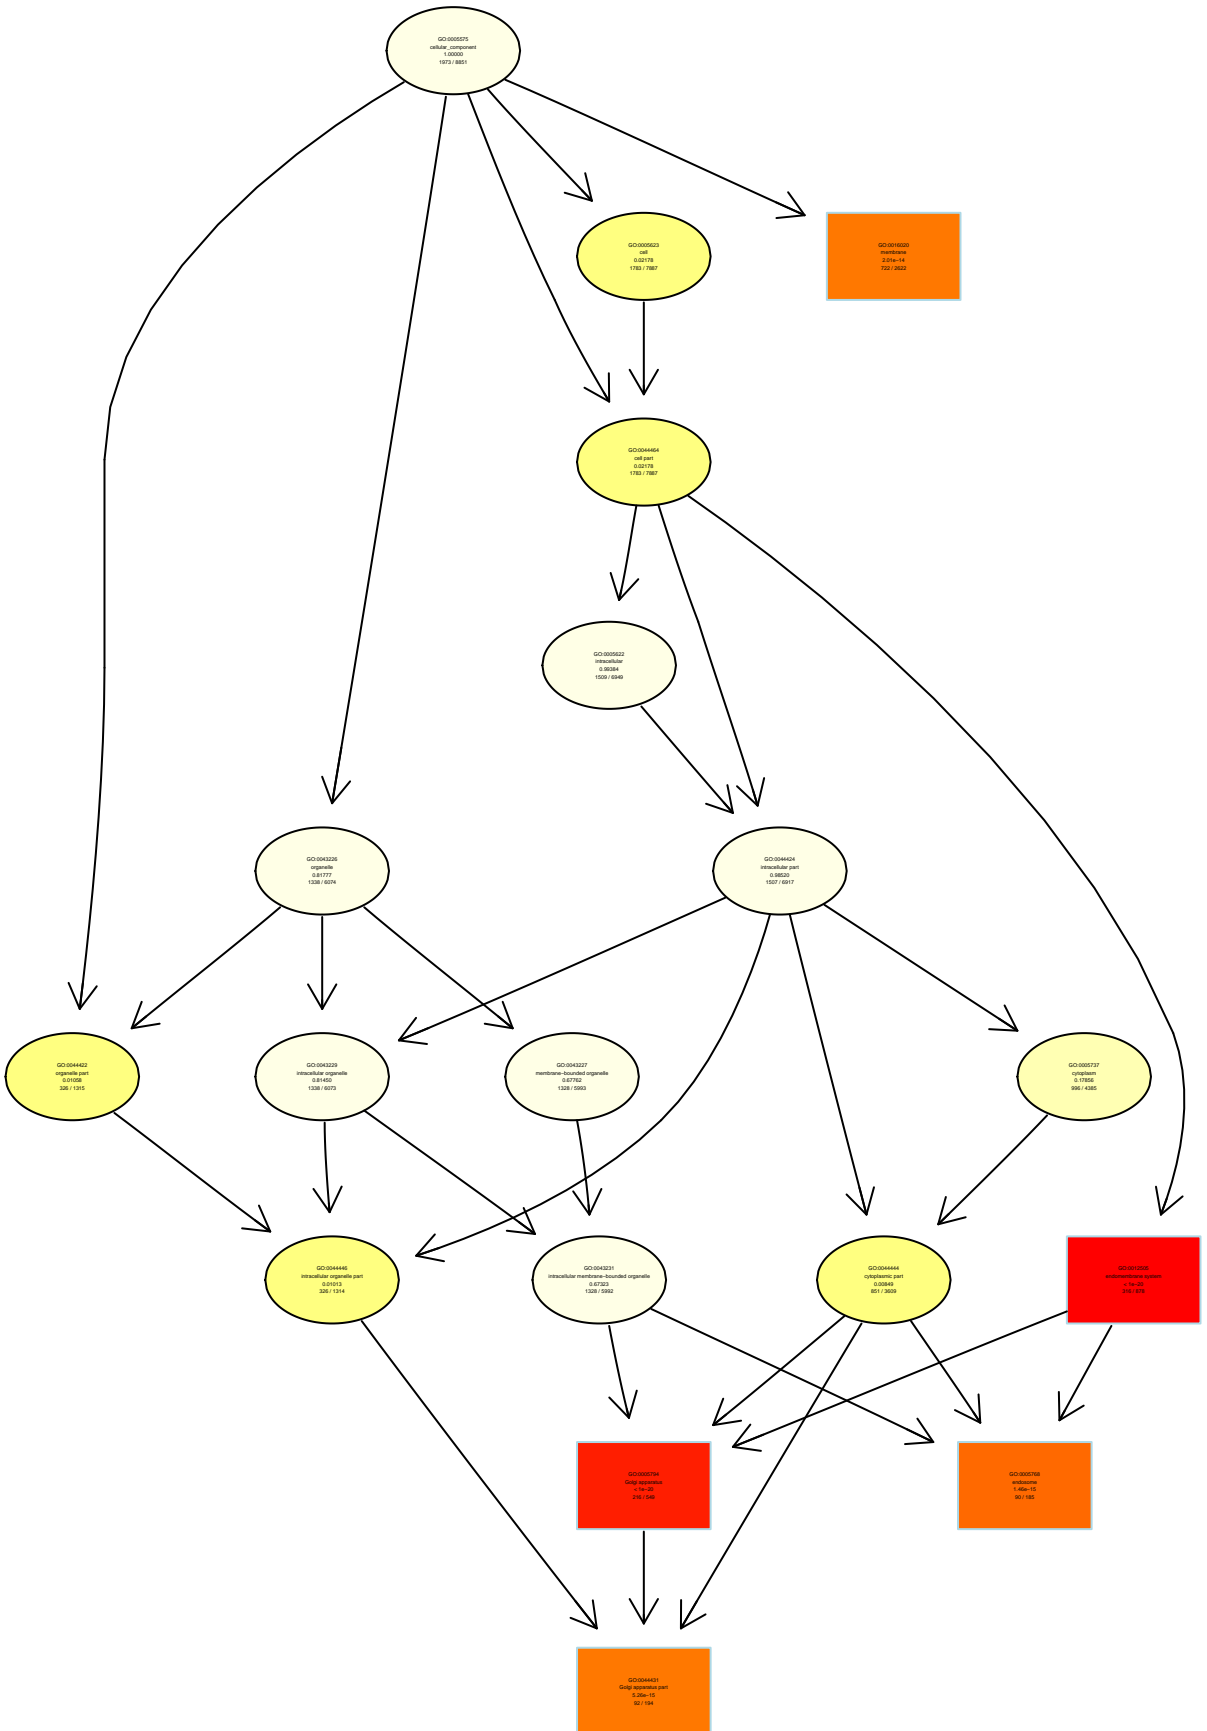 GO:0005575
cellular_component
1.00000
1973 / 8851
GO:0005623
cell
0.02178
1783 / 7887
GO:0016020
membrane
2.01e−14
722 / 2622
GO:0044464
cell part
0.02178
1783 / 7887
GO:0005622
intracellular
0.99384
1509 / 6949
GO:0043226
organelle
0.81777
1338 / 6074
GO:0044424
intracellular part
0.98520
1507 / 6917
GO:0044422
organelle part
0.01058
326 / 1315
GO:0043229
intracellular organelle
0.81450
1338 / 6073
GO:0043227
membrane−bounded organelle
0.67762
1328 / 5993
GO:0005737
cytoplasm
0.17856
996 / 4385
GO:0044446
intracellular organelle part
0.01013
326 / 1314
GO:0043231
intracellular membrane−bounded organelle
0.67323
1328 / 5992
GO:0044444
cytoplasmic part
0.00849
851 / 3609
GO:0012505
endomembrane system
< 1e−30
GO:0005794
Golgi apparatus
218 / 548
GO:0005768
endosome
1.46e−15
90 / 185
GO:0044431
Golgi apparatus part
5.26e−15
92 / 194